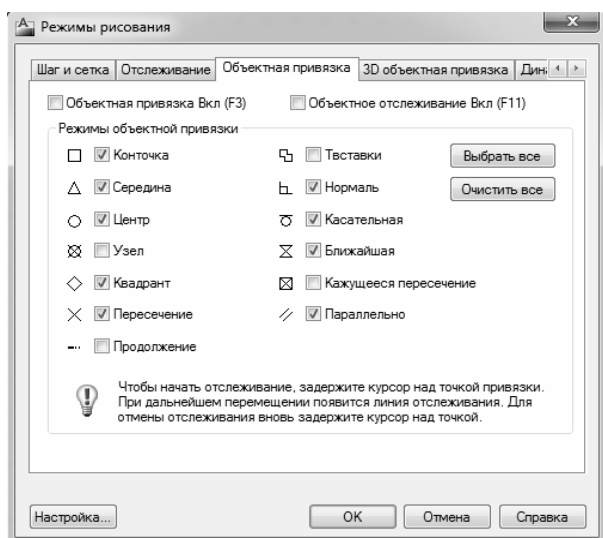 Режимы рисования
Шаг и сетка Отслеживание Объектная привязка 3D объектная привязка Дин
Объектная привязка Вкл (F3) Объектное отслеживание Вкл (F11)
Режимы объектной привязки
Конточка Твставки Выбрать все
Середина Нормаль Очистить все
Центр Касательная
Узел Ближайшая
Квадрант Кажущееся пересечение
Пересечение Параллельно
Продолжение
Чтобы начать отслеживание, задержите курсор над точкой привязки.
При дальнейшем перемещении появится линия отслеживания. Для
отмены отслеживания вновь задержите курсор над точкой.
Настройка... ОК Отмена Справка